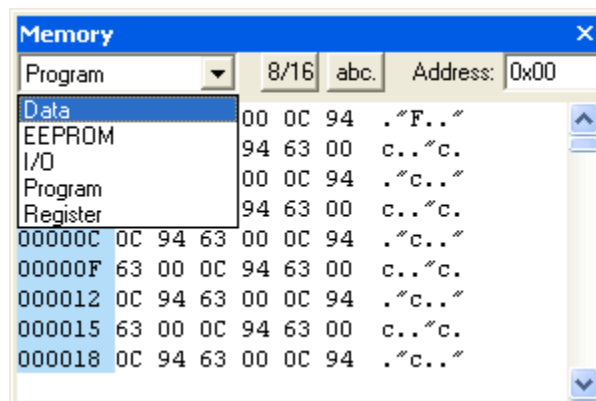 Memory
Program 8/16 abc. Address: 0x00
Data 00 0C 94 ."F.."
EEPROM 94 63 00 c.."c.
I/O 00 0C 94 ."c.."
Program 94 63 00 c.."c.
Register
00000C 0C 94 63 00 0C 94 ."c.."
00000F 63 00 0C 94 63 00 c.."c.
000012 0C 94 63 00 0C 94 ."c.."
000015 63 00 0C 94 63 00 c.."c.
000018 0C 94 63 00 0C 94 ."c.."